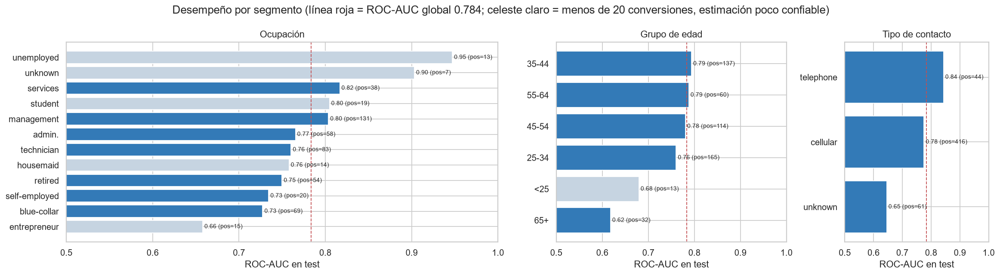 Desempeño por segmento (línea roja = ROC-AUC global 0.784; celeste claro = menos de 20 conversiones, estimación poco confiable)
Ocupación
unemployed 0.95 (pos=13)
unknown 0.90 (pos=7)
services 0.82 (pos=38)
student 0.80 (pos=19)
management 0.80 (pos=131)
admin. 0.77 (pos=58)
technician 0.76 (pos=83)
housemaid 0.76 (pos=14)
retired 0.75 (pos=54)
self-employed 0.73 (pos=20)
blue-collar 0.73 (pos=69)
entrepreneur 0.66 (pos=15)
0.5 0.6 0.7 0.8 0.9 1.0
ROC-AUC en test
Grupo de edad
35-44 0.79 (pos=137)
55-64 0.79 (pos=60)
45-54 0.78 (pos=114)
25-34 0.76 (pos=165)
<25 0.68 (pos=13)
65+ 0.62 (pos=32)
0.5 0.6 0.7 0.8 0.9 1.0
ROC-AUC en test
Tipo de contacto
telephone 0.84 (pos=44)
cellular 0.78 (pos=416)
unknown 0.65 (pos=61)
0.5 0.6 0.7 0.8 0.9 1.0
ROC-AUC en test